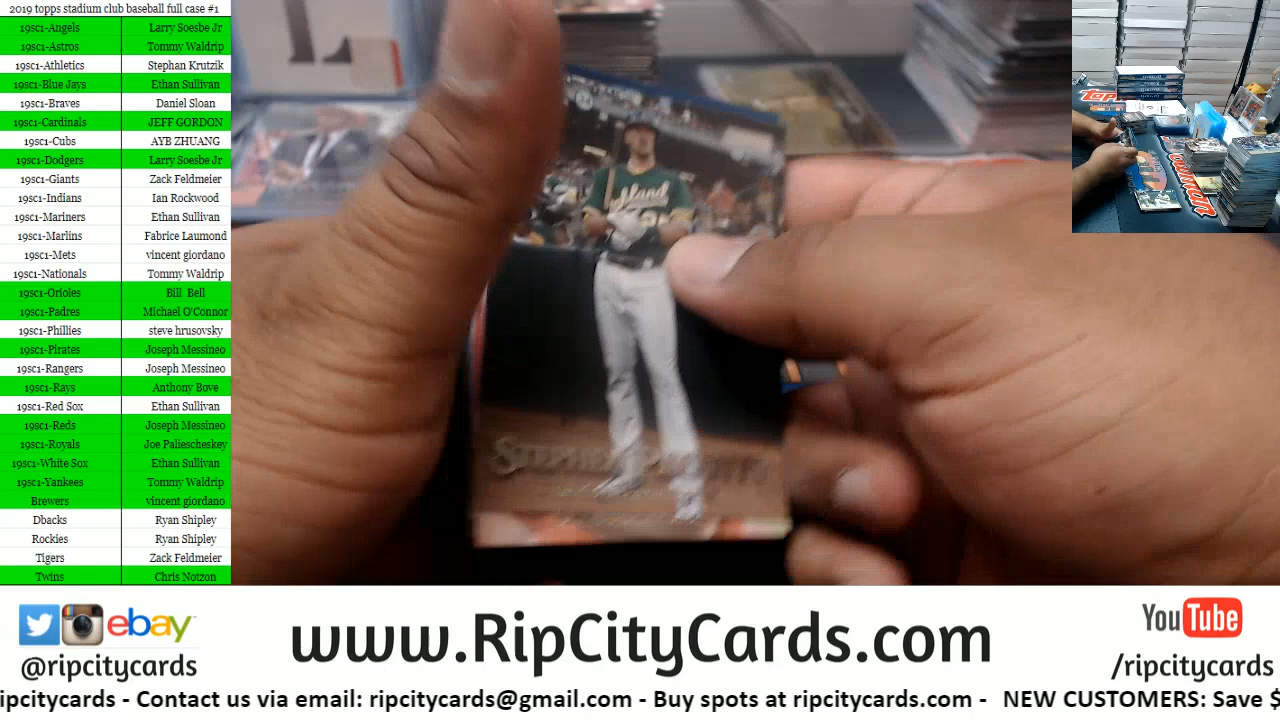 2019 topps stadium club baseball full case #1
19sc1-Angels Larry Soesbe Jr
19sc1-Astros Tommy Waldrip
19sc1-Athletics Stephan Krutzik
19sc1-Blue Jays Ethan Sullivan
19sc1-Braves Daniel Sloan
19sc1-Cardinals JEFF GORDON
19sc1-Cubs AYB ZHUANG
19sc1-Dodgers Larry Soesbe Jr
19sc1-Giants Zack Feldmeier
19sc1-Indians Ian Rockwood
19sc1-Mariners Ethan Sullivan
19sc1-Marlins Fabrice Laumond
19sc1-Mets vincent giordano
19sc1-Nationals Tommy Waldrip
19sc1-Orioles Bill Bell
19sc1-Padres Michael O'Connor
19sc1-Phillies steve hrusovsky
19sc1-Pirates Joseph Messineo
19sc1-Rangers Joseph Messineo
19sc1-Rays Anthony Bove
19sc1-Red Sox Ethan Sullivan
19sc1-Reds Joseph Messineo
19sc1-Royals Joe Paliescheskey
19sc1-White Sox Ethan Sullivan
19sc1-Yankees Tommy Waldrip
Brewers vincent giordano
Dbacks Ryan Shipley
Rockies Ryan Shipley
Tigers Zack Feldmeier
Twins Chris Notzon
ebay
@ripcitycards
www.RipCityCards.com
YouTube
/ripcitycards
ripcitycards - Contact us via email: ripcitycards@gmail.com - Buy spots at ripcitycards.com - NEW CUSTOMERS: Save $